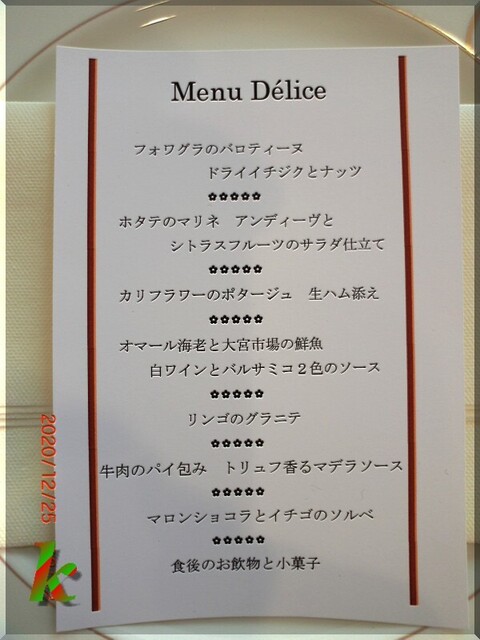 Menu Délice
フォワグラのバロティーヌ
ドライイチジクとナッツ
✿✿✿✿✿
ホタテのマリネ　アンディーヴと
シトラスフルーツのサラダ仕立て
✿✿✿✿✿
カリフラワーのポタージュ　生ハム添え
✿✿✿✿✿
オマール海老と大宮市場の鮮魚
白ワインとバルサミコ２色のソース
✿✿✿✿✿
リンゴのグラニテ
✿✿✿✿✿
牛肉のパイ包み　トリュフ香るマデラソース
✿✿✿✿✿
マロンショコラとイチゴのソルベ
✿✿✿✿✿
食後のお飲物と小菓子
2020/12/25
k